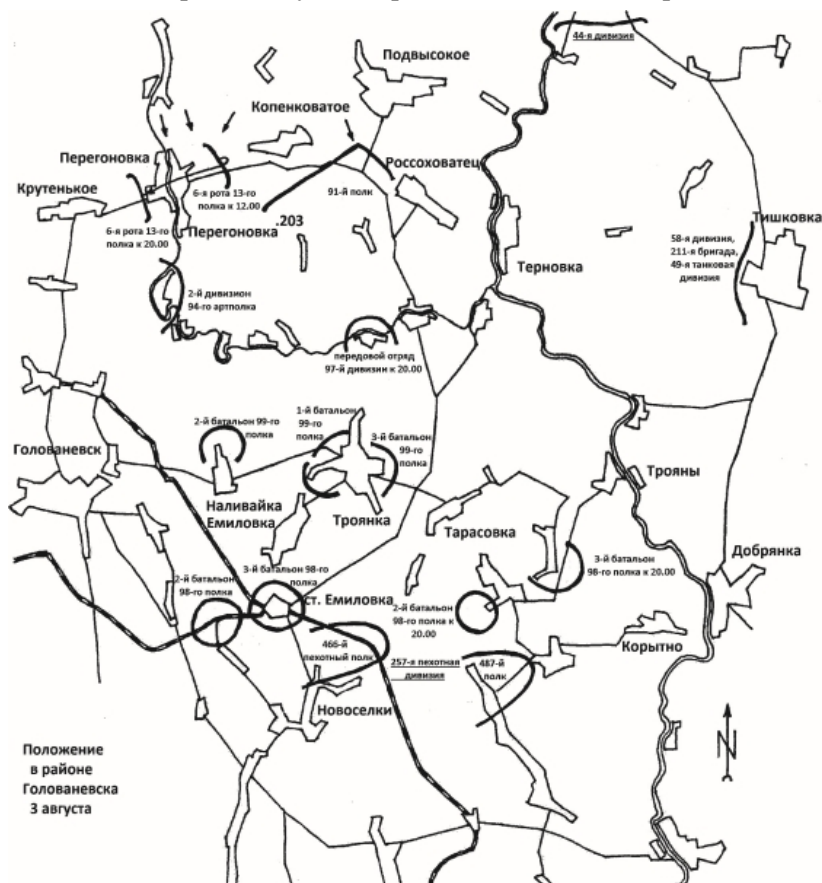 44-я дивизия
Подвысокое
Копенковатое
Перегоновка
Крутенькое
6-я рота 13-го
полка к 12.00
91-й полк
Россоховатец
6-я рота 13-го
полка к 20.00
Перегоновка
.203
58-я дивизия,
211-я бригада,
49-я танковая
дивизия
Тишковка
Терновка
2-й дивизион
94-го артполка
передовой отряд
97-й дивизии к 20.00
2-й батальон 99-го
полка
1-й батальон
99-го
полка
3-й батальон
99-го
полка
Голованевск
Наливайка
Емиловка
Троянка
Тарасовка
Трояны
2-й батальон
98-го полка
3-й батальон 98-го
полка
ст. Емиловка
2-й батальон
98-го полка к
20.00
3-й батальон
98-го полка к 20.00
Добрянка
466-й
пехотный полк
257-я пехотная
дивизия
487-й
полк
Корытно
Новоселки
N
Положение
в районе
Голованевска
3 августа